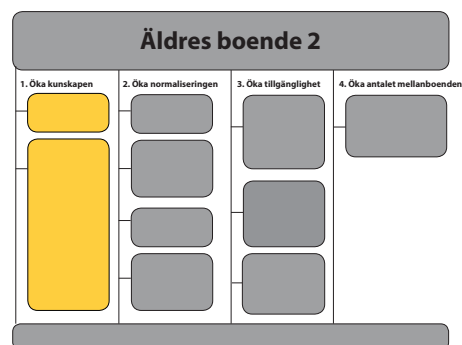 Äldres boende 2
1. Öka kunskapen
2. Öka normaliseringen
3. Öka tillgänglighet
4. Öka antalet mellanboenden